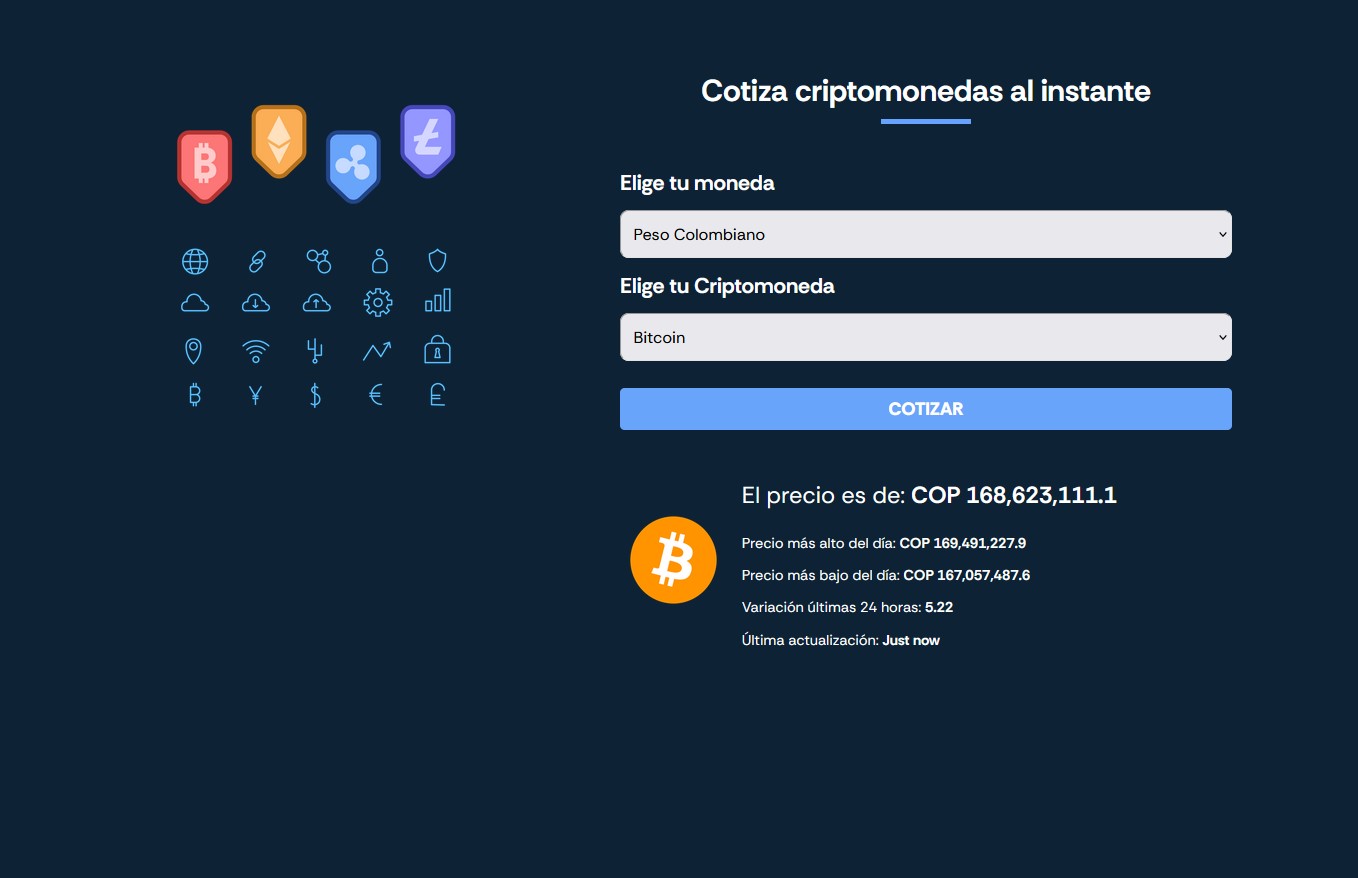 Cotiza criptomonedas al instante
Elige tu moneda
Peso Colombiano
Elige tu Criptomoneda
Bitcoin
COTIZAR
El precio es de: COP 168,623,111.1
Precio más alto del día: COP 169,491,227.9
Precio más bajo del día: COP 167,057,487.6
Variación últimas 24 horas: 5.22
Última actualización: Just now